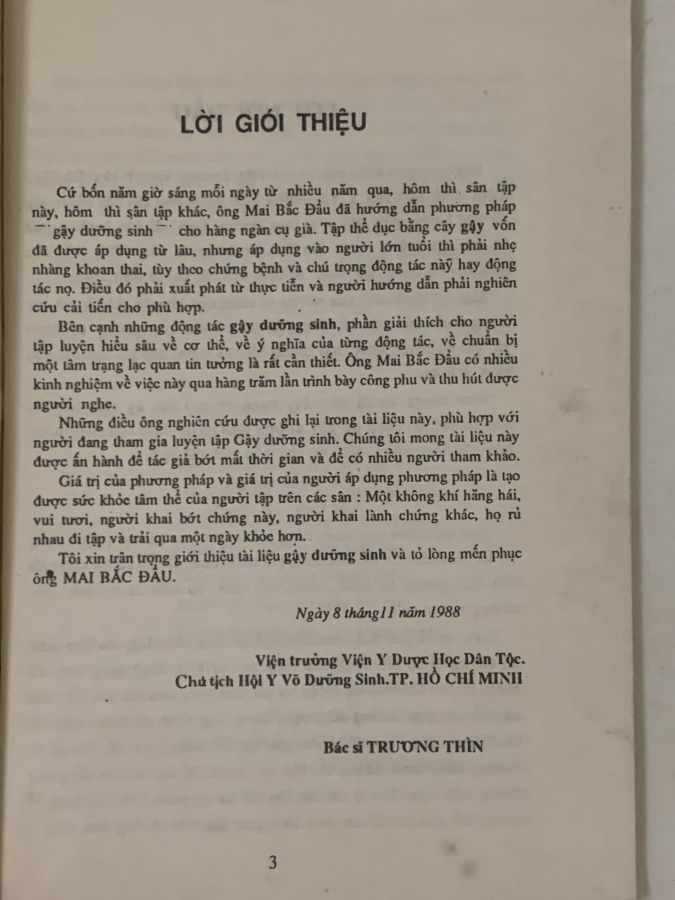 LỜI GIỚI THIỆU
Cứ bốn năm giờ sáng mỗi ngày từ nhiều năm qua, hôm thì sân tập
này, hôm thì sân tập khác, ông Mai Bắc Đẩu đã hướng dẫn phương pháp
" gậy dưỡng sinh " cho hàng ngàn cụ già. Tập thể dục bằng cây gậy vốn
đã được áp dụng từ lâu, nhưng áp dụng vào người lớn tuổi thì phải nhẹ
nhàng khoan thai, tùy theo chứng bệnh và chú trọng động tác nàỹ hay động
tác nọ. Điều đó phải xuất phát từ thực tiễn và người hướng dẫn phải nghiên
cứu cải tiến cho phù hợp.
Bên cạnh những động tác gậy dưỡng sinh, phần giải thích cho người
tập luyện hiểu sâu về cơ thể, về ý nghĩa của từng động tác, về chuẩn bị
một tâm trạng lạc quan tin tưởng là rất cần thiết. Ông Mai Bắc Đẩu có nhiều
kinh nghiệm về việc này qua hàng trăm lần trình bày công phu và thu hút được
người nghe.
Những điều ông nghiên cứu được ghi lại trong tài liệu này, phù hợp với
người đang tham gia luyện tập Gậy dưỡng sinh. Chúng tôi mong tài liệu này
được ấn hành để tác giả bớt mất thời gian và để có nhiều người tham khảo.
Giá trị của phương pháp và giá trị của người áp dụng phương pháp là tạo
được sức khỏe tâm thể của người tập trên các sân : Một không khí hăng hái,
vui tươi, người khai bớt chứng này, người khai lành chứng khác, họ rủ
nhau đi tập và trải qua một ngày khỏe hơn.
Tôi xin trân trọng giới thiệu tài liệu gậy dưỡng sinh và tỏ lòng mến phục
ông MAI BẮC ĐẨU.
Ngày 8 tháng11 năm 1988
Viện trưởng Viện Y Dược Học Dân Tộc.
Chủ tịch Hội Y Võ Dưỡng Sinh.TP. HỒ CHÍ MINH
Bác sĩ TRƯƠNG THÌN
3